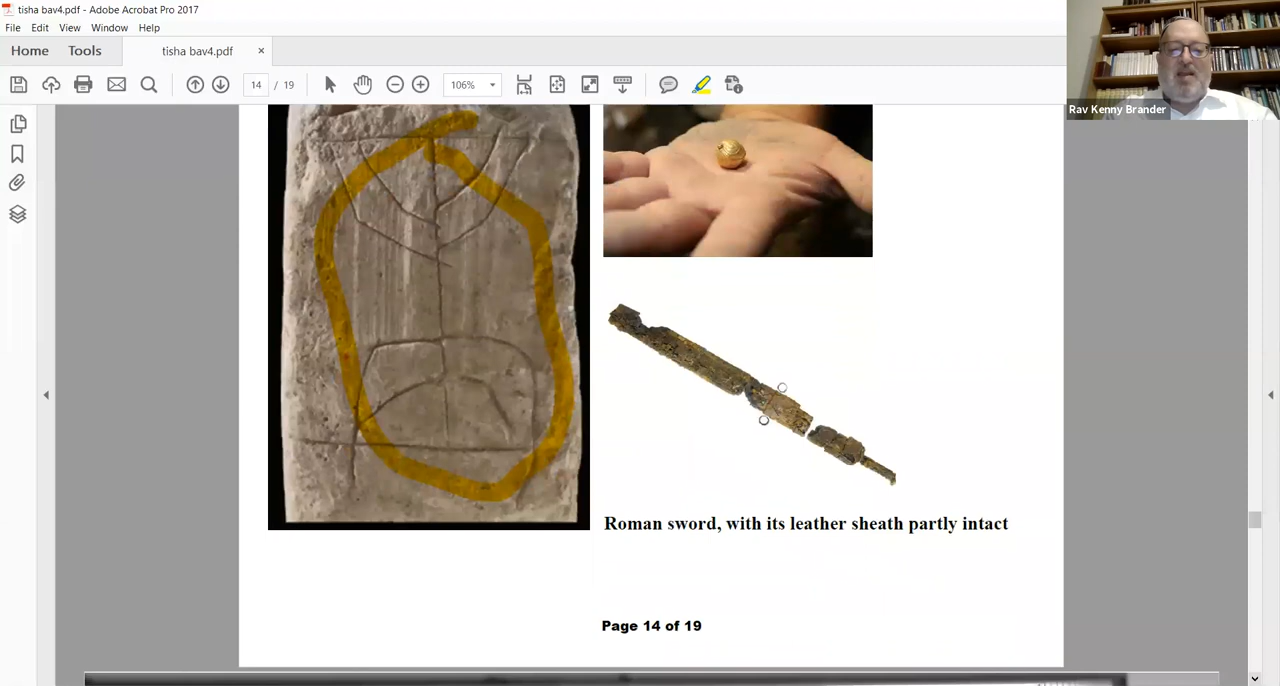 tisha bav4.pdf - Adobe Acrobat Pro 2017
File Edit View Window Help
Home Tools tisha bav4.pdf ×
14 / 19 106%
Rav Kenny Brander
Roman sword, with its leather sheath partly intact
Page 14 of 19